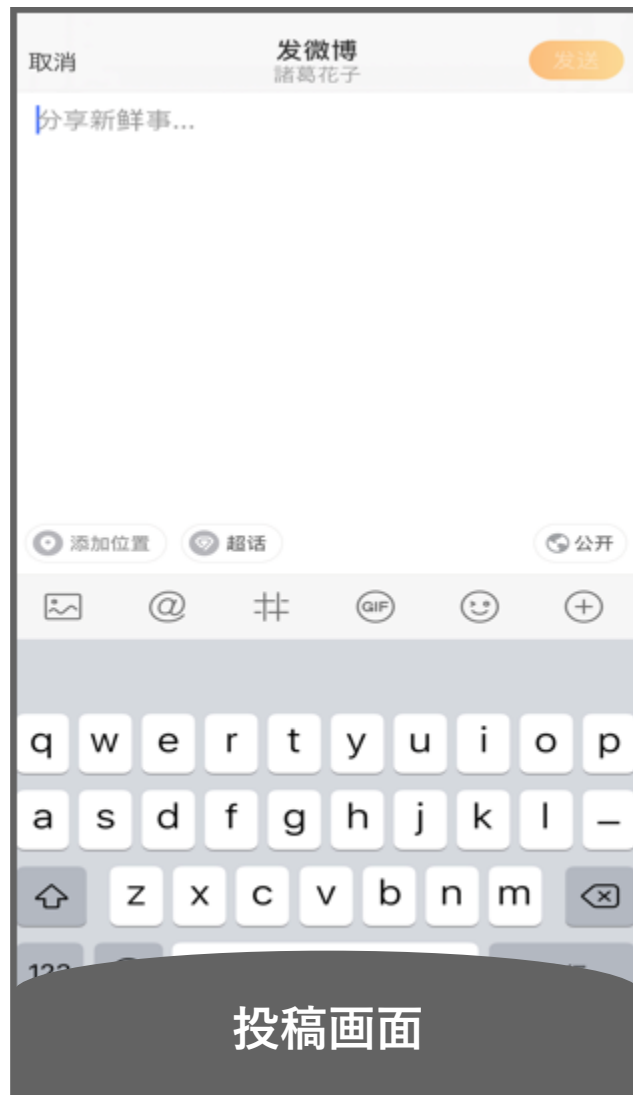 取消 发微博 发送
諸葛花子
分享新鲜事...
添加位置 超话 公开
@ GIF
q w e r t y u i o p
a s d f g h j k l –
z x c v b n m
123
投稿画面